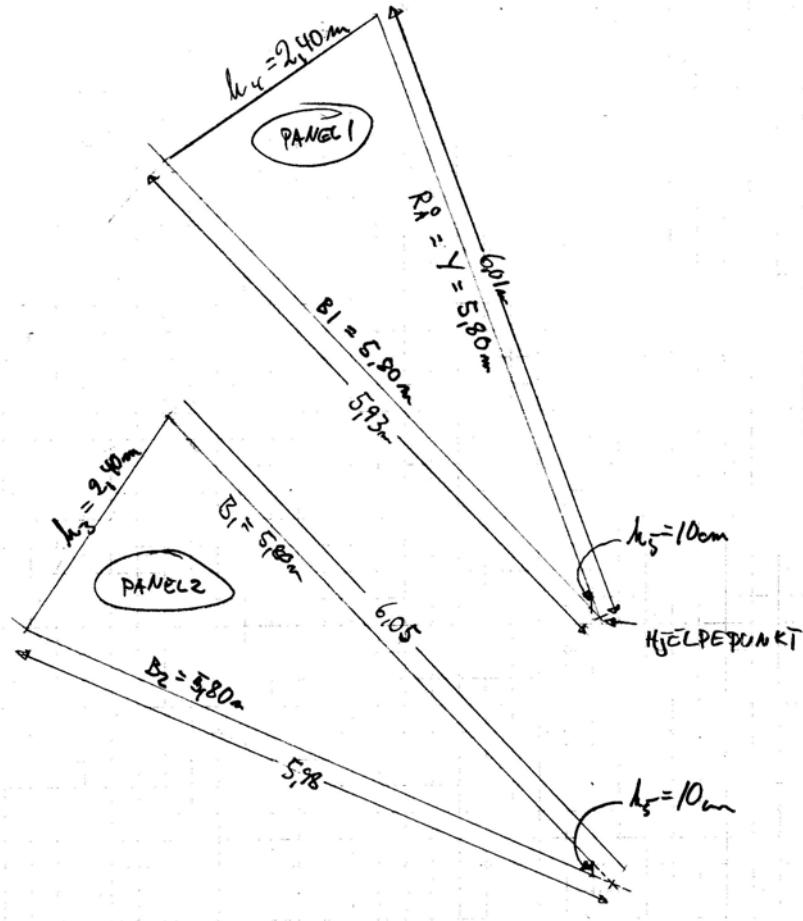 h4 = 2,40m
PANEL 1
RÅ = Y = 5,80m
6,01m
B1 = 5,80m
5,93m
h5 = 10cm
HJELPEPUNKT
h3 = 2,40m
B1 = 5,80m
PANEL 2
6,05
B2 = 5,80m
5,98
h5 = 10cm